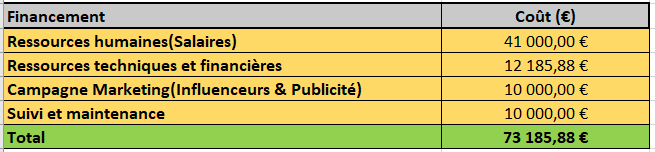 Financement Coût (€)
Ressources humaines(Salaires) 41 000,00 €
Ressources techniques et financières 12 185,88 €
Campagne Marketing(Influenceurs & Publicité) 10 000,00 €
Suivi et maintenance 10 000,00 €
Total 73 185,88 €